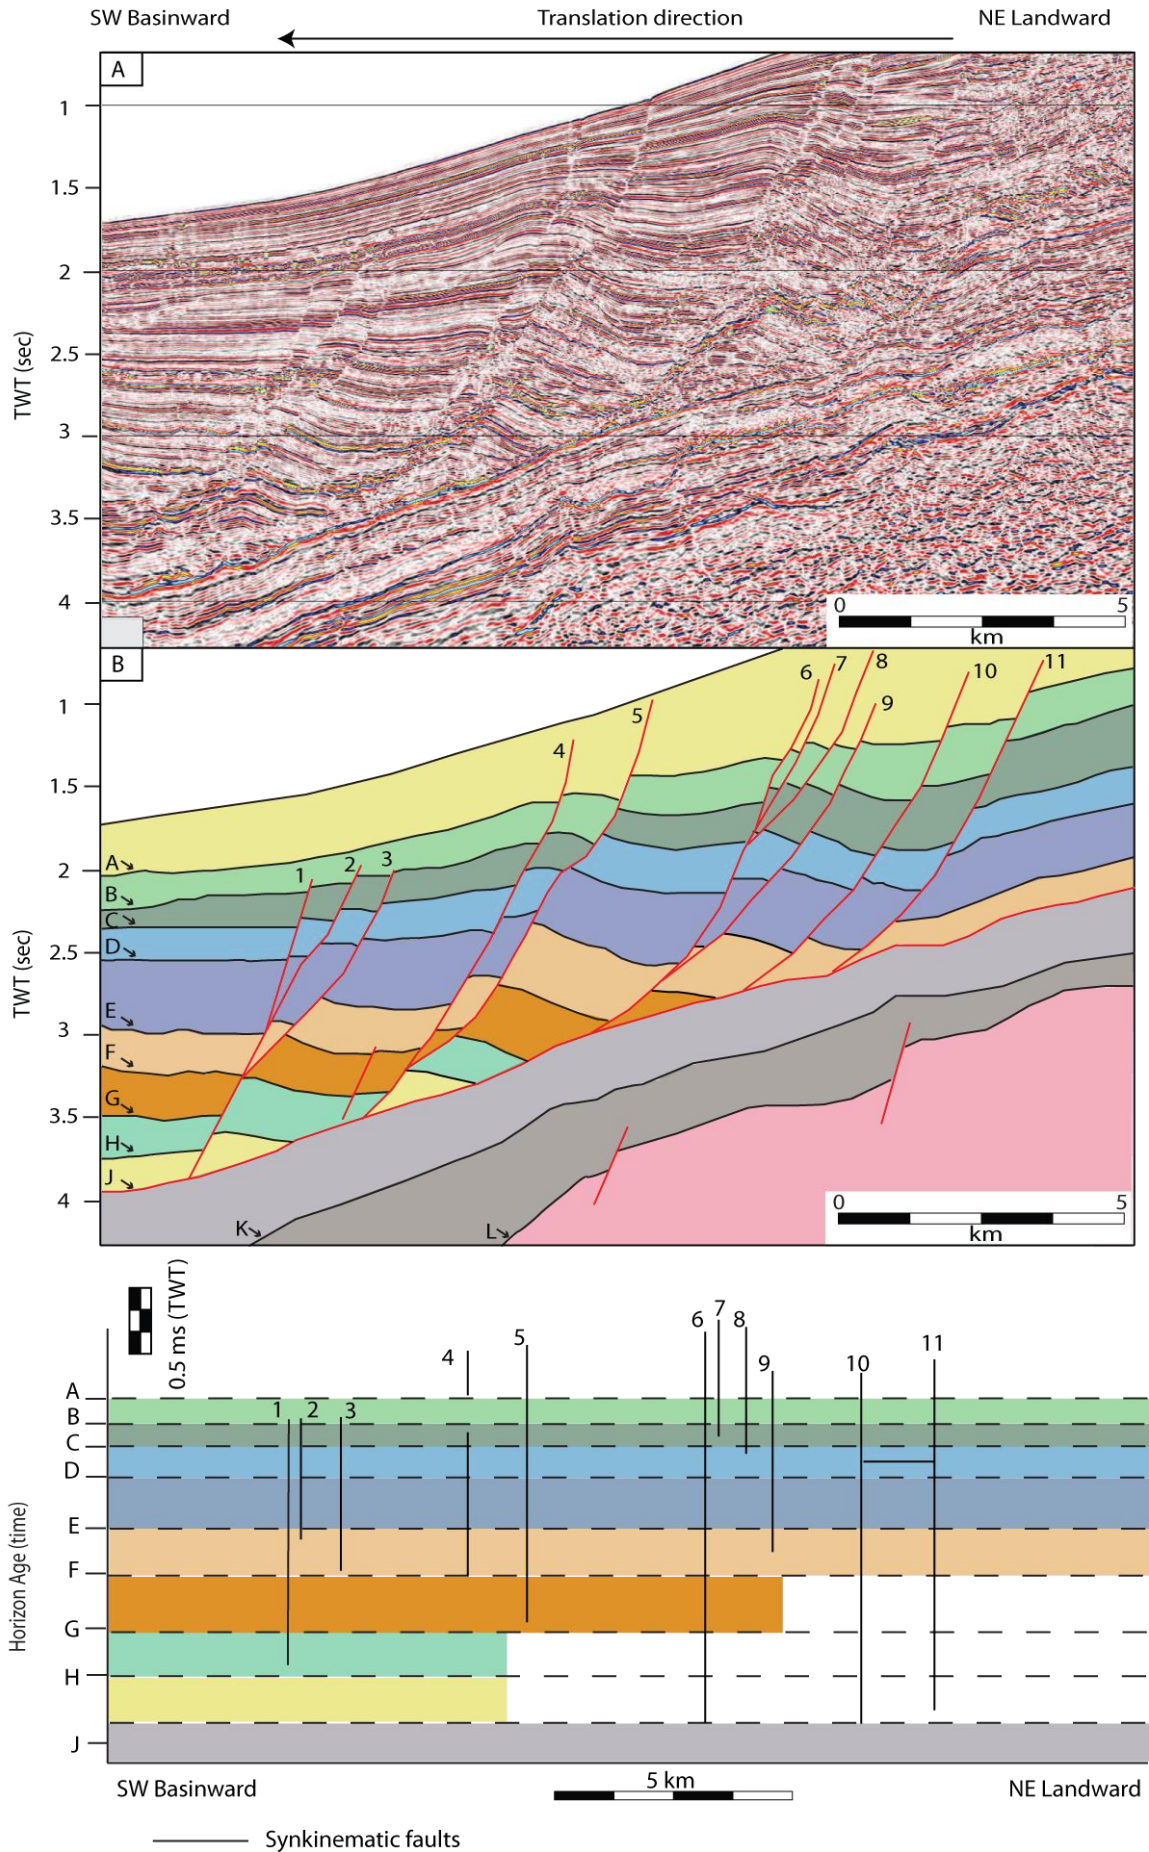 SW Basinward Translation direction NE Landward
A
1
1.5
2
2.5
3
3.5
4
TWT (sec)
0 5
km
B
1
1.5
2
2.5
3
3.5
4
TWT (sec)
6 7 8 10 11
5 9
4
1 2 3
A
B
C
D
E
F
G
H
J
K L
0 5
km
0.5 ms (TWT)
4 5 6 7 8 9 10 11
1 2 3
A
B
C
D
E
F
G
H
J
Horizon Age (time)
SW Basinward 5 km NE Landward
Synkinematic faults